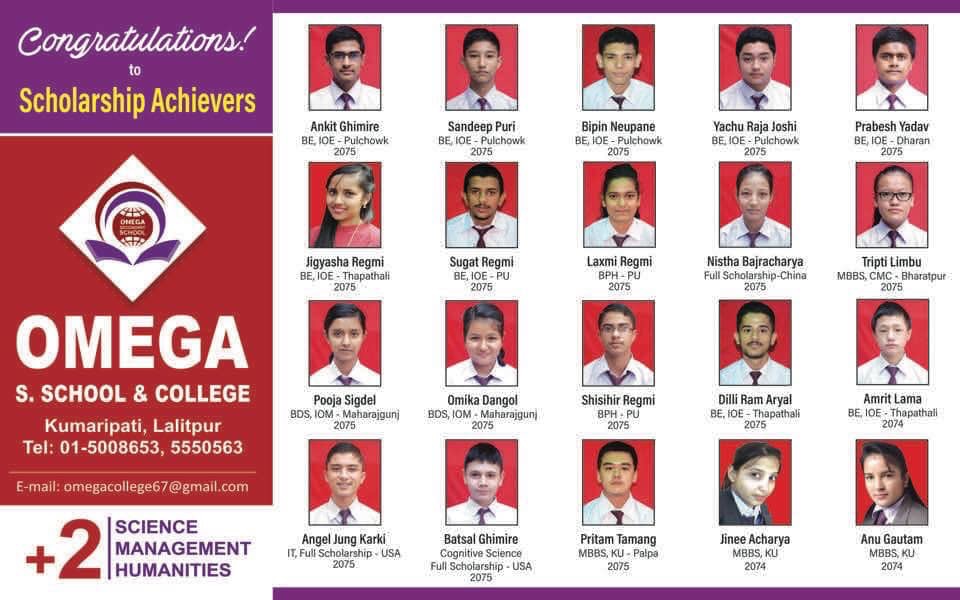 Congratulations!
to
Scholarship Achievers
OMEGA
SECONDARY
SCHOOL
OMEGA
S. SCHOOL & COLLEGE
Kumaripati, Lalitpur
Tel: 01-5008653, 5550563
E-mail: omegacollege67@gmail.com
+2
SCIENCE
MANAGEMENT
HUMANITIES
Ankit Ghimire
BE, IOE - Pulchowk
2075
Sandeep Puri
BE, IOE - Pulchowk
2075
Bipin Neupane
BE, IOE - Pulchowk
2075
Yachu Raja Joshi
BE, IOE - Pulchowk
2075
Prabesh Yadav
BE, IOE - Dharan
2075
Jigyasha Regmi
BE, IOE - Thapathali
2075
Sugat Regmi
BE, IOE - PU
2075
Laxmi Regmi
BPH - PU
2075
Nistha Bajracharya
Full Scholarship-China
2075
Tripti Limbu
MBBS, CMC - Bharatpur
2075
Pooja Sigdel
BDS, IOM - Maharajgunj
2075
Omika Dangol
BDS, IOM - Maharajgunj
2075
Shisihir Regmi
BPH - PU
2075
Dilli Ram Aryal
BE, IOE - Thapathali
2075
Amrit Lama
BE, IOE - Thapathali
2074
Angel Jung Karki
IT, Full Scholarship - USA
2075
Batsal Ghimire
Cognitive Science
Full Scholarship - USA
2075
Pritam Tamang
MBBS, KU - Palpa
2075
Jinee Acharya
MBBS, KU
2074
Anu Gautam
MBBS, KU
2074